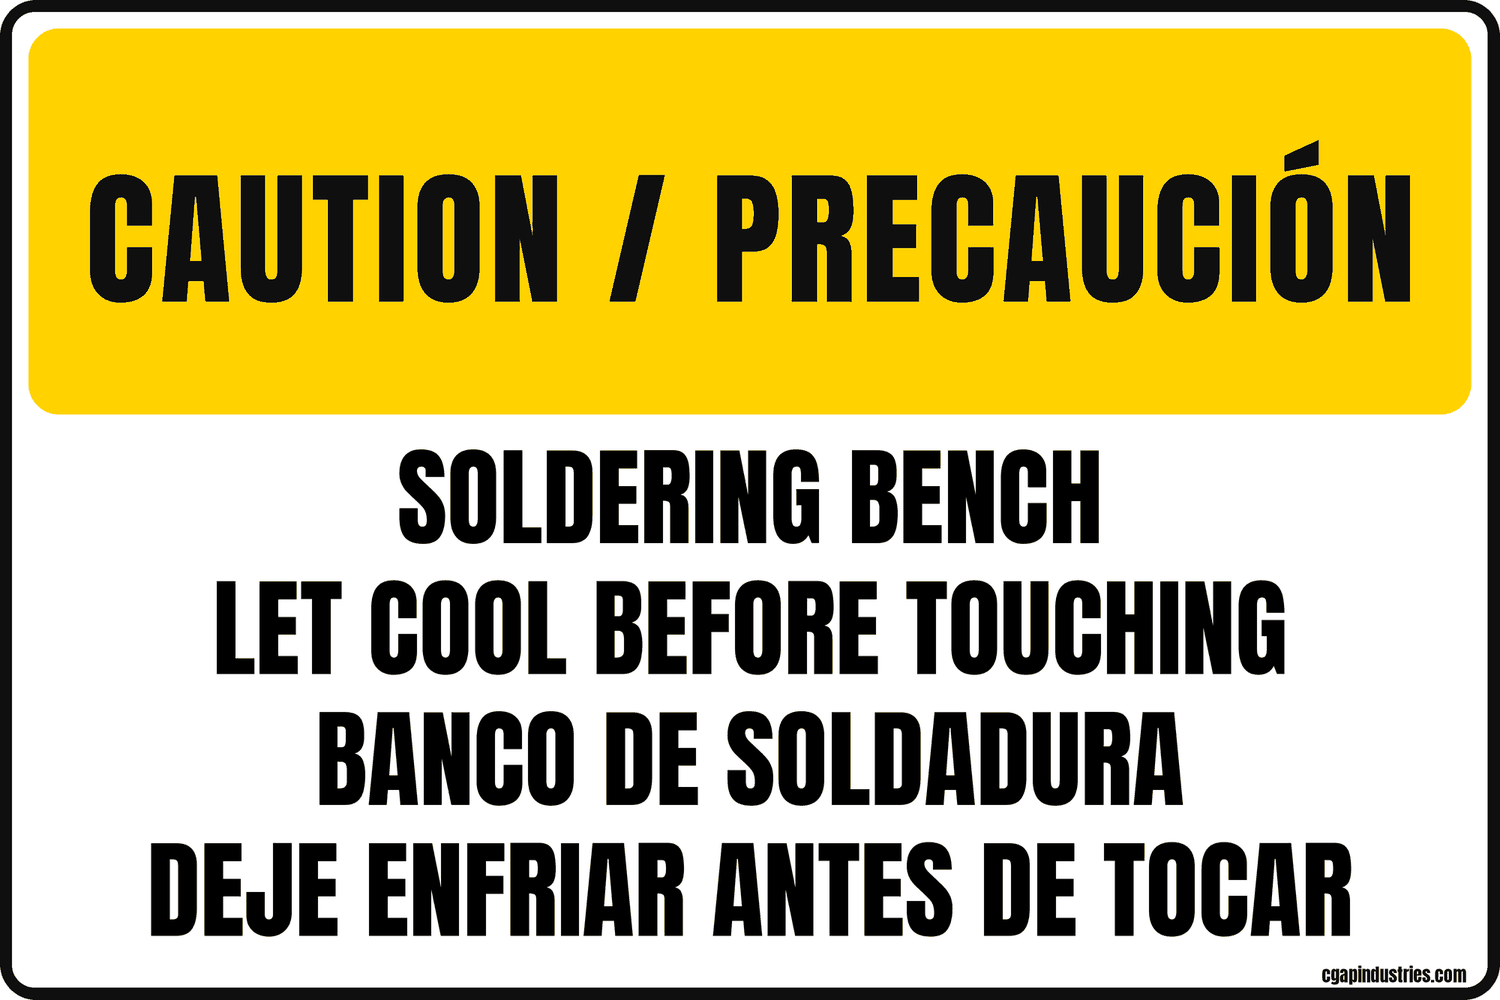 CAUTION / PRECAUCIÓN
SOLDERING BENCH
LET COOL BEFORE TOUCHING
BANCO DE SOLDADURA
DEJE ENFRIAR ANTES DE TOCAR
cgapindustries.com